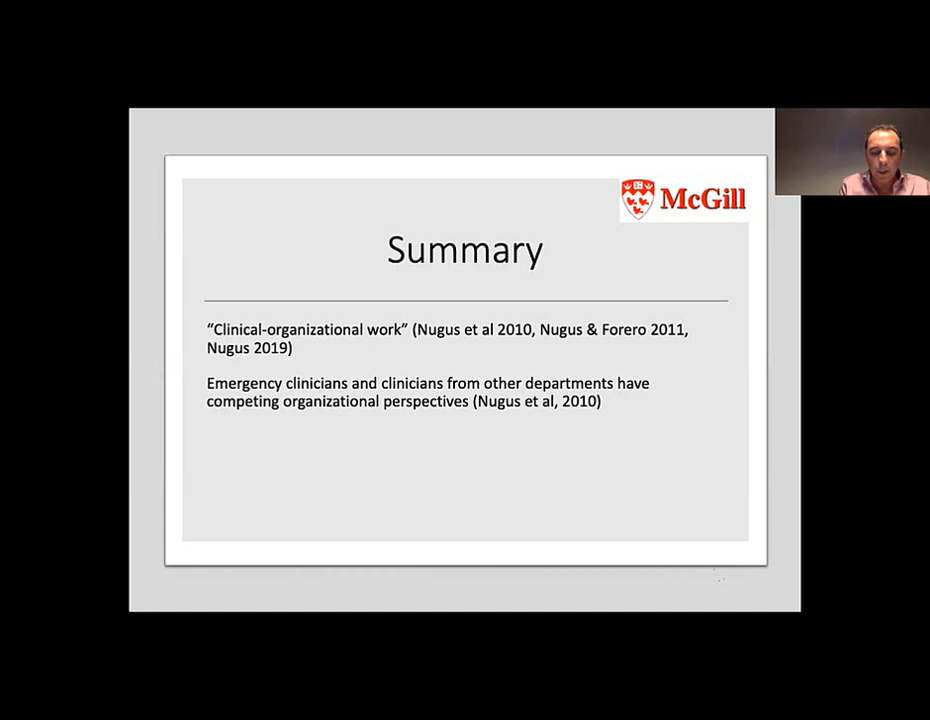 McGill
Summary
“Clinical-organizational work” (Nugus et al 2010, Nugus & Forero 2011,
Nugus 2019)
Emergency clinicians and clinicians from other departments have
competing organizational perspectives (Nugus et al, 2010)